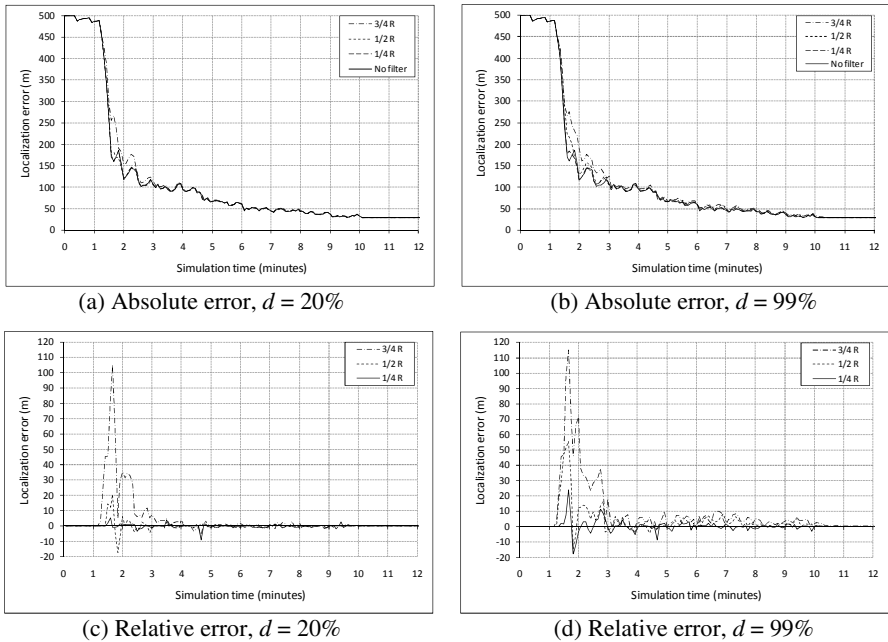 500
450
400
350
300
250
200
150
100
50
0
Localization error (m)
3/4 R
1/2 R
1/4 R
No filter
0 1 2 3 4 5 6 7 8 9 10 11 12
Simulation time (minutes)
(a) Absolute error, d = 20%
500
450
400
350
300
250
200
150
100
50
0
Localization error (m)
3/4 R
1/2 R
1/4 R
No filter
0 1 2 3 4 5 6 7 8 9 10 11 12
Simulation time (minutes)
(b) Absolute error, d = 99%
120
110
100
90
80
70
60
50
40
30
20
10
0
-10
-20
Localization error (m)
3/4 R
1/2 R
1/4 R
0 1 2 3 4 5 6 7 8 9 10 11 12
Simulation time (minutes)
(c) Relative error, d = 20%
120
110
100
90
80
70
60
50
40
30
20
10
0
-10
-20
Localization error (m)
3/4 R
1/2 R
1/4 R
0 1 2 3 4 5 6 7 8 9 10 11 12
Simulation time (minutes)
(d) Relative error, d = 99%